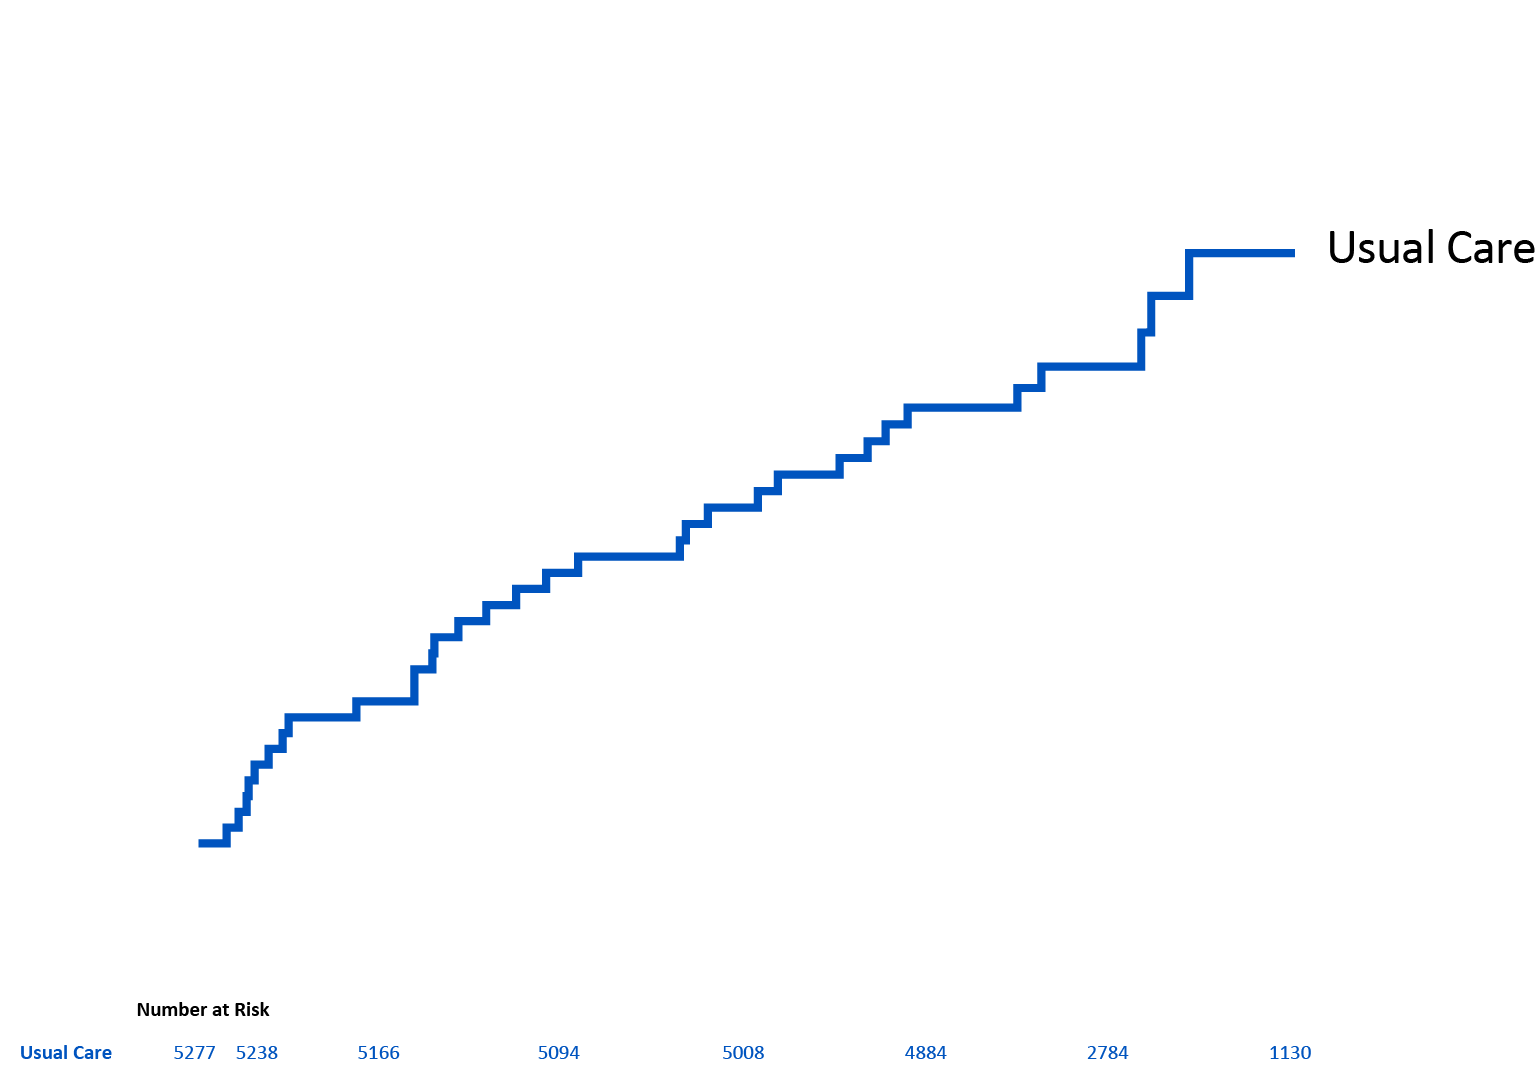 Usual Care
Number at Risk
Usual Care 5277 5238 5166 5094 5008 4884 2784 1130